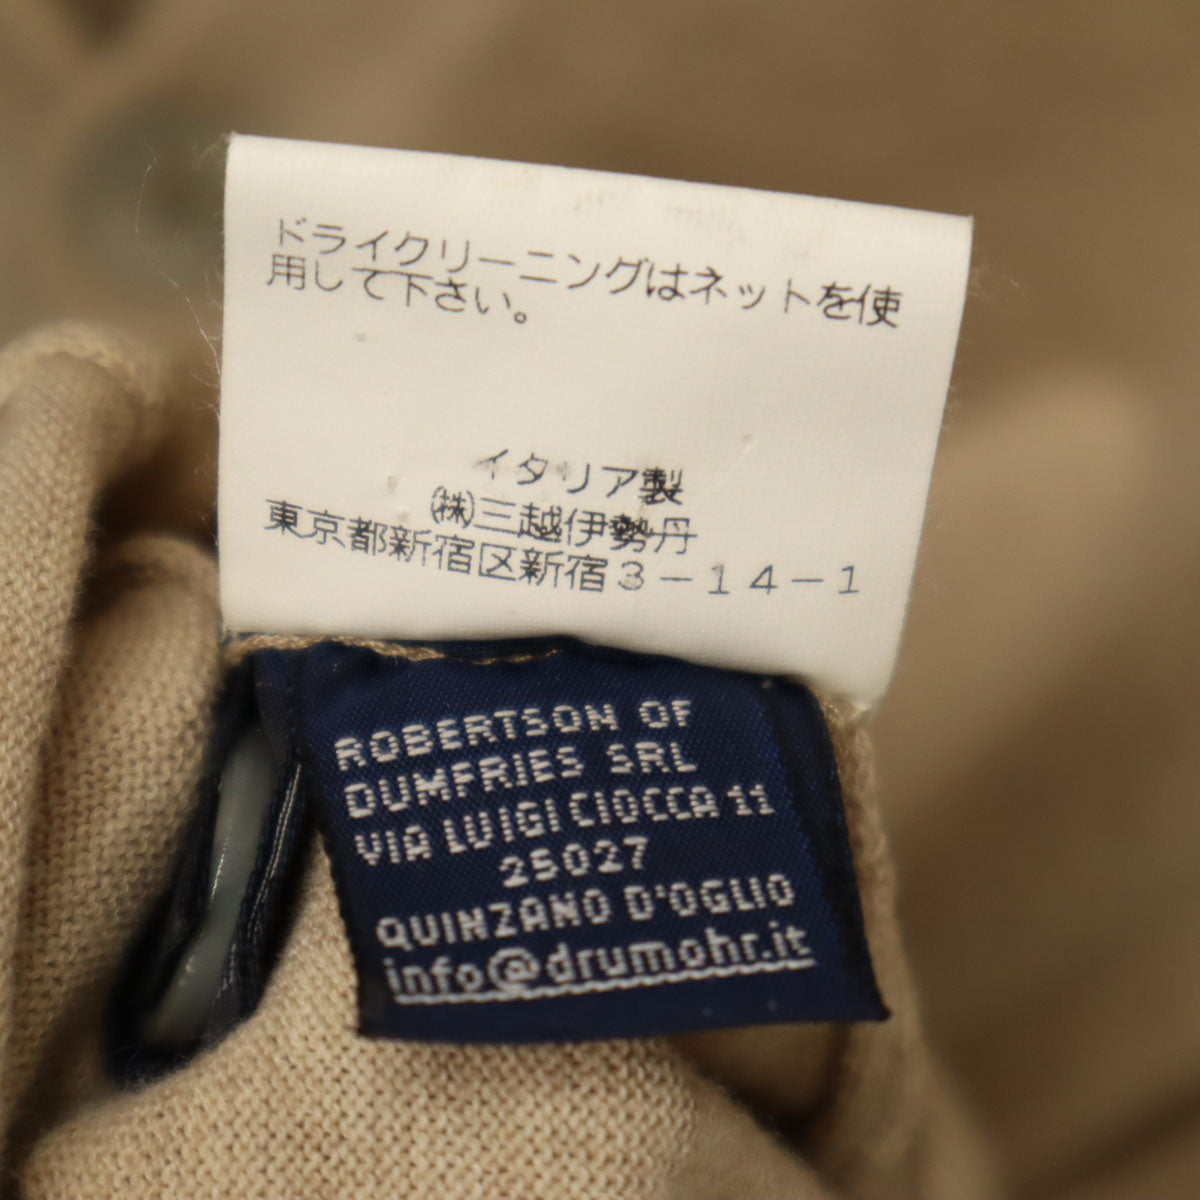 ドライクリーニングはネットを使
用して下さい。
イタリア製
㈱三越伊勢丹
東京都新宿区新宿３－１４－１
ROBERTSON OF
DUMFRIES SRL
VIA LUIGI CIOCCA 11
25027
QUINZANO D'OGLIO
info@drumohr.it